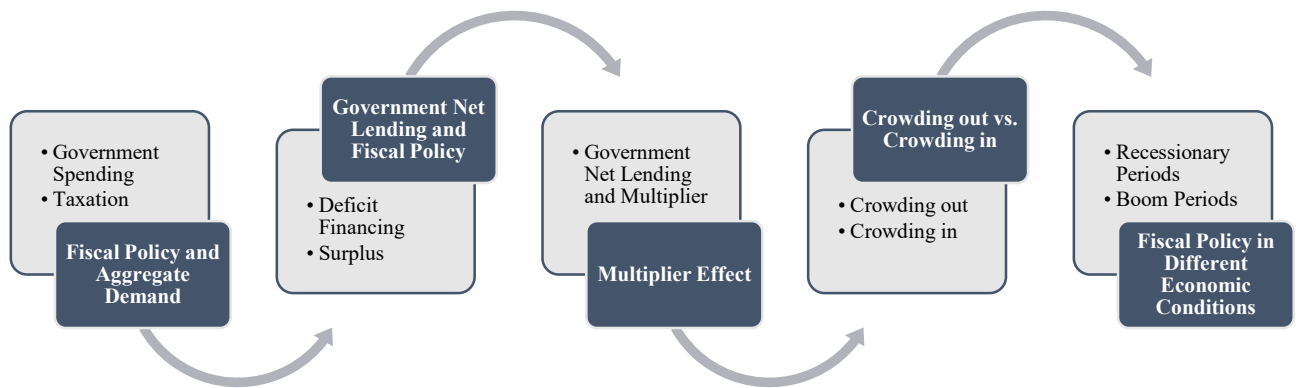 • Government
Spending
• Taxation
Fiscal Policy and
Aggregate
Demand
Government Net
Lending and
Fiscal Policy
• Deficit
Financing
• Surplus
• Government
Net Lending
and Multiplier
Multiplier Effect
Crowding out vs.
Crowding in
• Crowding out
• Crowding in
• Recessionary
Periods
• Boom Periods
Fiscal Policy in
Different
Economic
Conditions